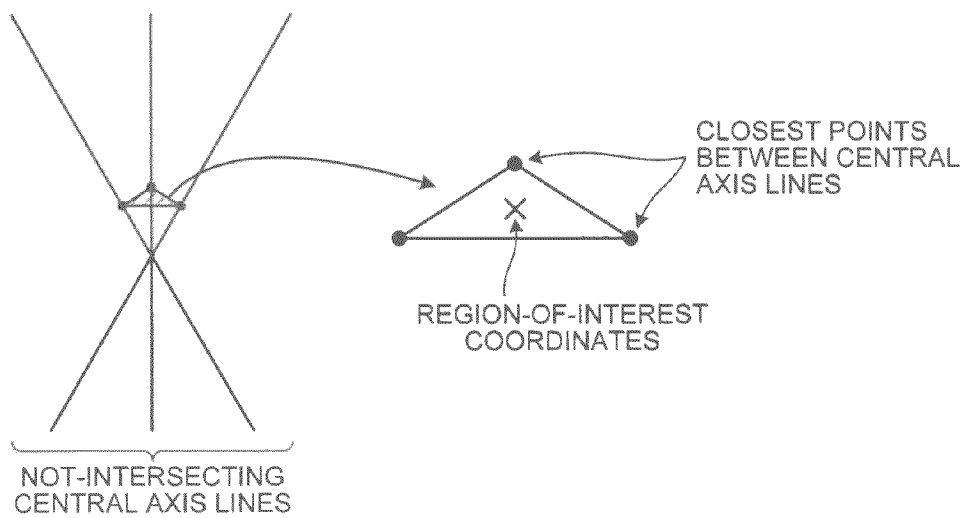 CLOSEST POINTS
BETWEEN CENTRAL
AXIS LINES
REGION-OF-INTEREST
COORDINATES
NOT-INTERSECTING
CENTRAL AXIS LINES